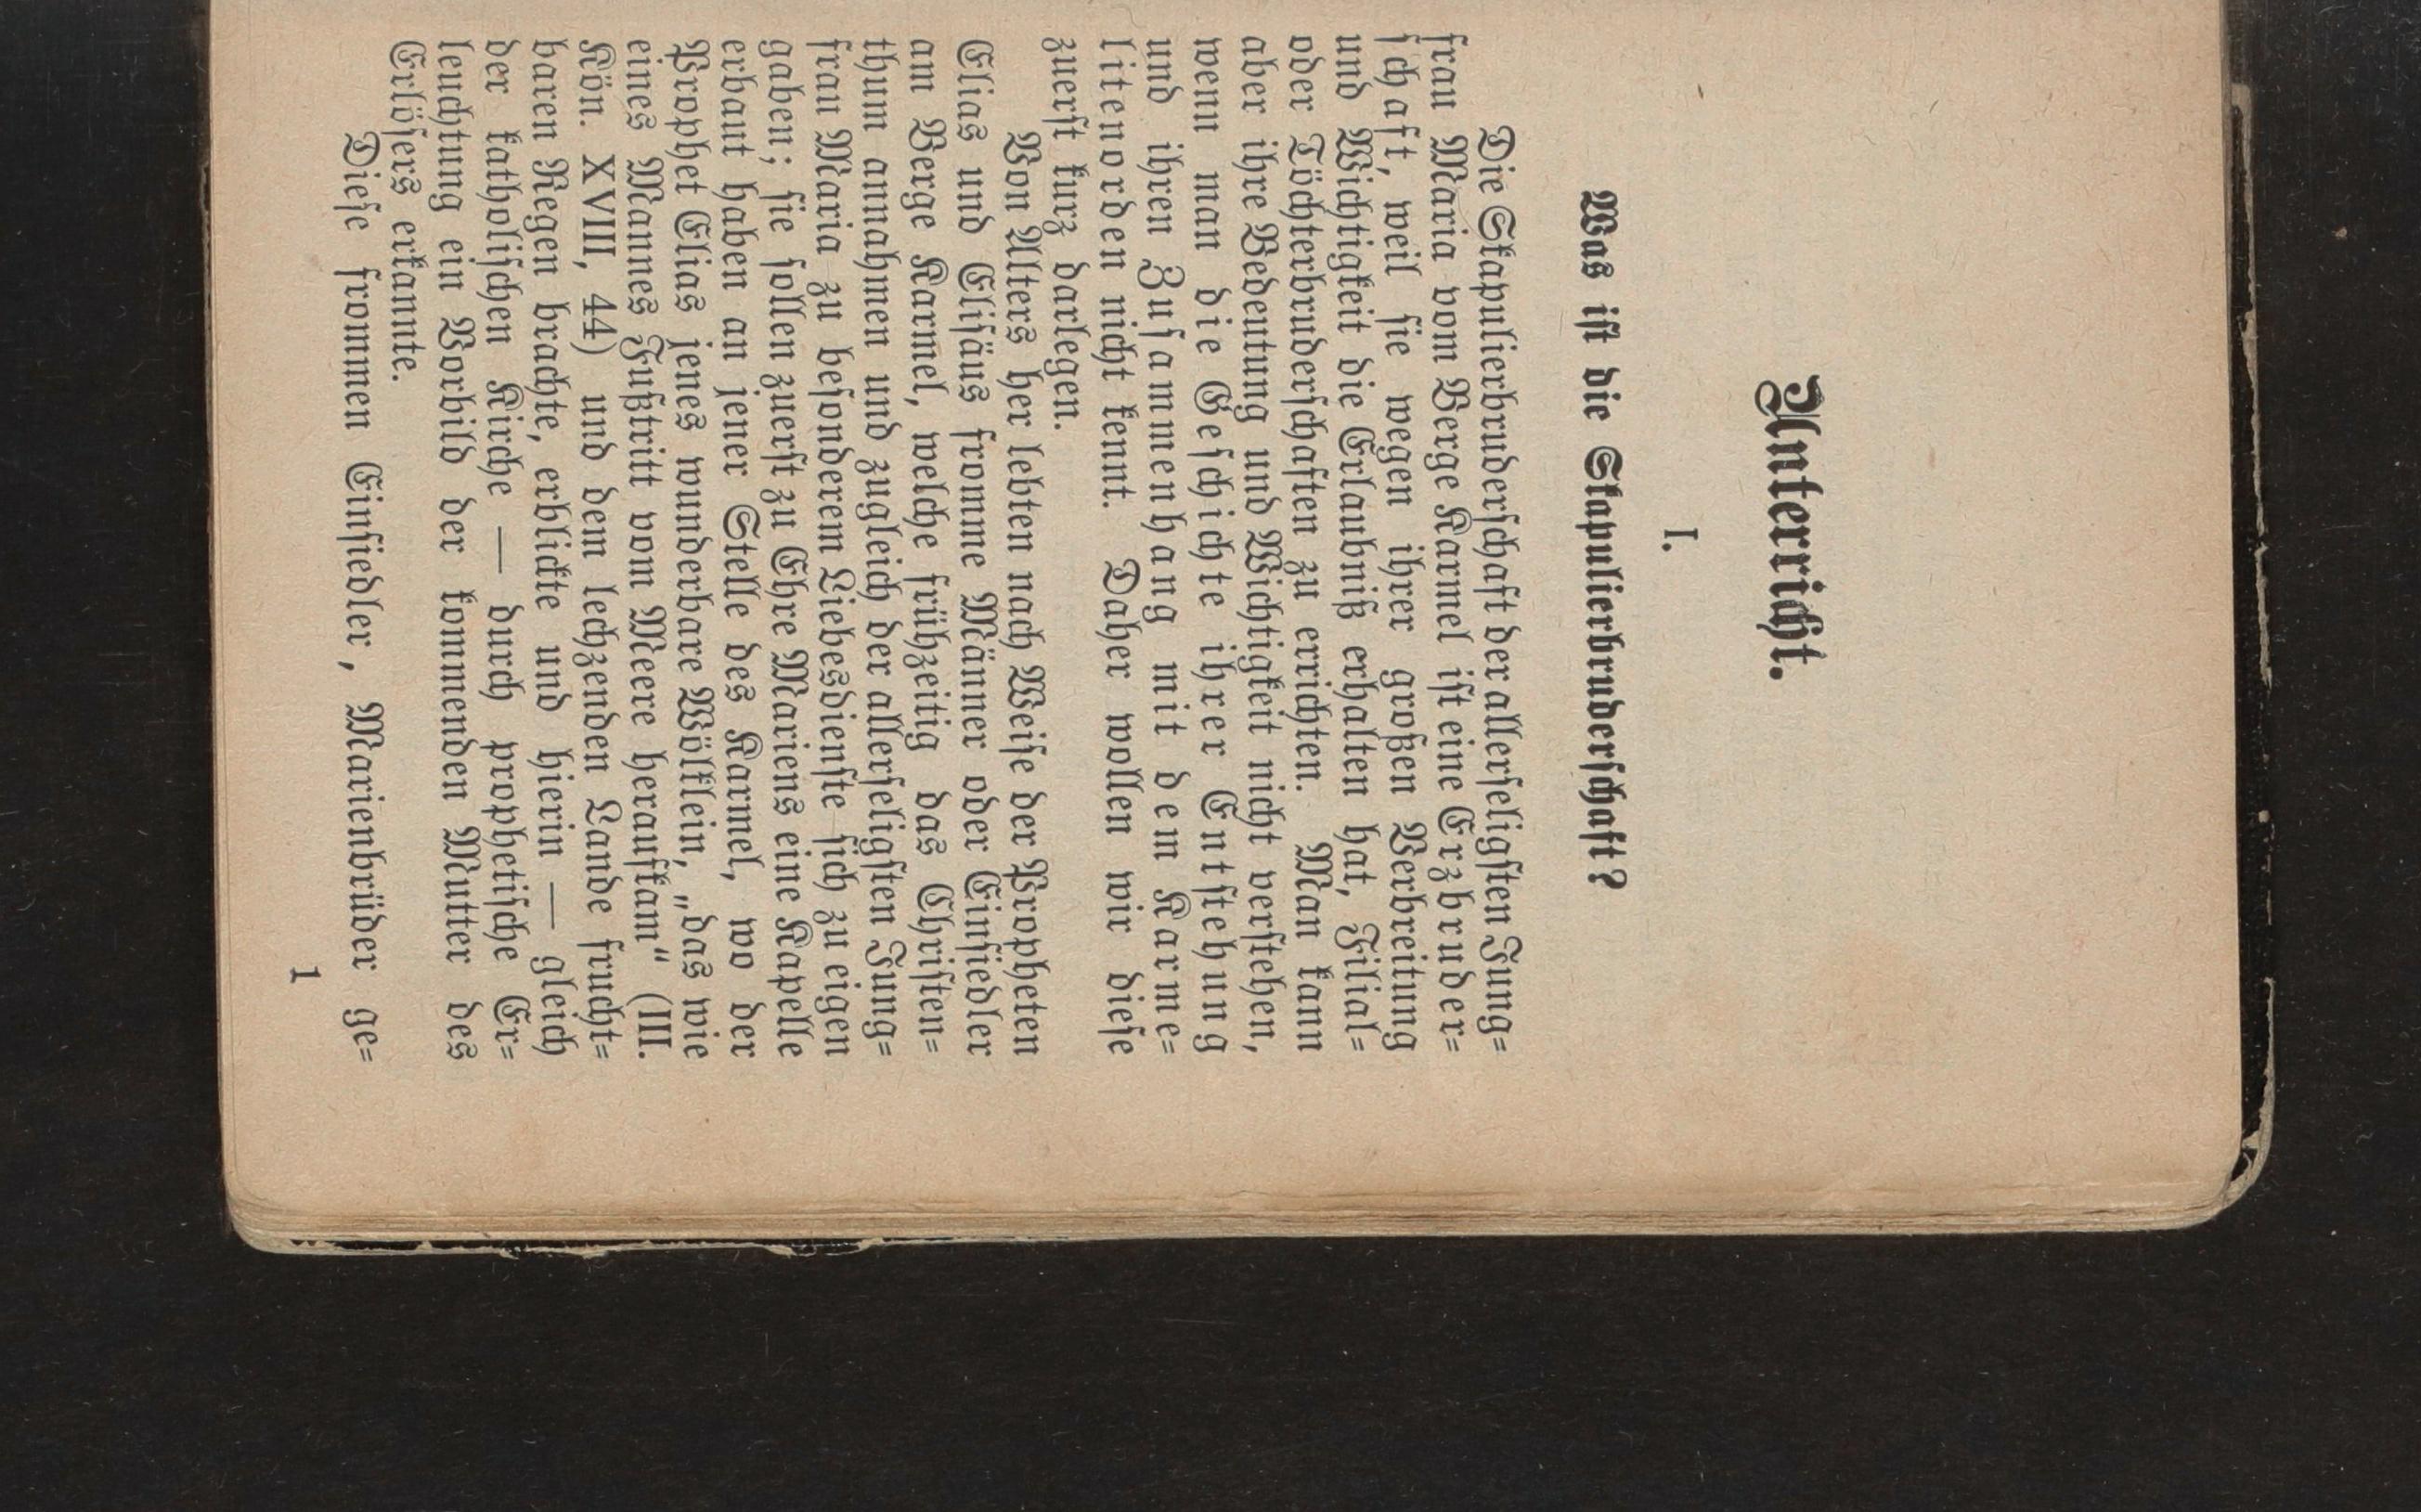 Unterricht.
I.
Was ist die Skapulierbruderschaft?
Die Skapulierbruderschaft der allerseligsten Jung-
frau Maria vom Berge Karmel ist eine Erzbruder-
schaft, weil sie wegen ihrer großen Verbreitung
und Wichtigkeit die Erlaubniß erhalten hat, Filial-
oder Töchterbruderschaften zu errichten. Man kann
aber ihre Bedeutung und Wichtigkeit nicht verstehen,
wenn man die Geschichte ihrer Entstehung
und ihren Zusammenhang mit dem Karme-
litenorden nicht kennt. Daher wollen wir diese
zuerst kurz darlegen.
Von Alters her lebten nach Weise der Propheten
Elias und Elisäus fromme Männer oder Einsiedler
am Berge Karmel, welche frühzeitig das Christen-
thum annahmen und zugleich der allerseligsten Jung-
frau Maria zu besonderem Liebesdienste sich zu eigen
gaben; sie sollen zuerst zu Ehre Mariens eine Kapelle
erbaut haben an jener Stelle des Karmel, wo der
Prophet Elias jenes wunderbare Wölklein, „das wie
eines Mannes Fußtritt vom Meere heraufkam" (III.
Kön. XVIII, 44) und dem lechzenden Lande frucht-
baren Regen brachte, erblickte und hierin — gleich
der katholischen Kirche — durch prophetische Er-
leuchtung ein Vorbild der kommenden Mutter des
Erlösers erkannte.
Diese frommen Einsiedler, Marienbrüder ge-
1